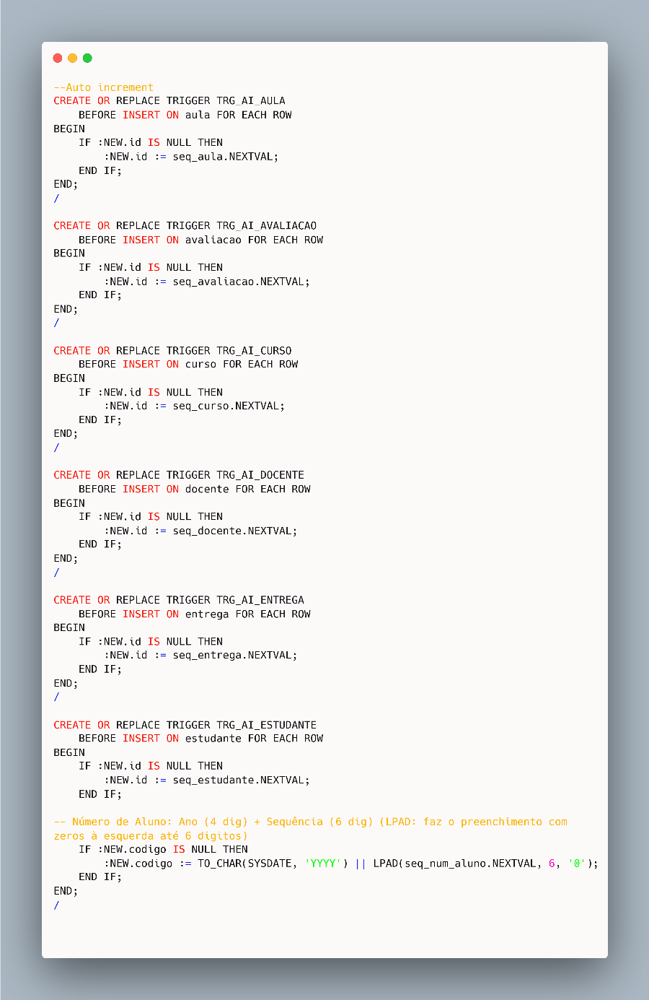 --Auto increment
CREATE OR REPLACE TRIGGER TRG_AI_AULA
    BEFORE INSERT ON aula FOR EACH ROW
BEGIN
    IF :NEW.id IS NULL THEN
        :NEW.id := seq_aula.NEXTVAL;
    END IF;
END;
/

CREATE OR REPLACE TRIGGER TRG_AI_AVALIACAO
    BEFORE INSERT ON avaliacao FOR EACH ROW
BEGIN
    IF :NEW.id IS NULL THEN
        :NEW.id := seq_avaliacao.NEXTVAL;
    END IF;
END;
/

CREATE OR REPLACE TRIGGER TRG_AI_CURSO
    BEFORE INSERT ON curso FOR EACH ROW
BEGIN
    IF :NEW.id IS NULL THEN
        :NEW.id := seq_curso.NEXTVAL;
    END IF;
END;
/

CREATE OR REPLACE TRIGGER TRG_AI_DOCENTE
    BEFORE INSERT ON docente FOR EACH ROW
BEGIN
    IF :NEW.id IS NULL THEN
        :NEW.id := seq_docente.NEXTVAL;
    END IF;
END;
/

CREATE OR REPLACE TRIGGER TRG_AI_ENTREGA
    BEFORE INSERT ON entrega FOR EACH ROW
BEGIN
    IF :NEW.id IS NULL THEN
        :NEW.id := seq_entrega.NEXTVAL;
    END IF;
END;
/

CREATE OR REPLACE TRIGGER TRG_AI_ESTUDANTE
    BEFORE INSERT ON estudante FOR EACH ROW
BEGIN
    IF :NEW.id IS NULL THEN
        :NEW.id := seq_estudante.NEXTVAL;
    END IF;

-- Número de Aluno: Ano (4 dig) + Sequência (6 dig) (LPAD: faz o preenchimento com
zeros à esquerda até 6 digitos)
    IF :NEW.codigo IS NULL THEN
        :NEW.codigo := TO_CHAR(SYSDATE, 'YYYY') || LPAD(seq_num_aluno.NEXTVAL, 6, '0');
    END IF;
END;
/